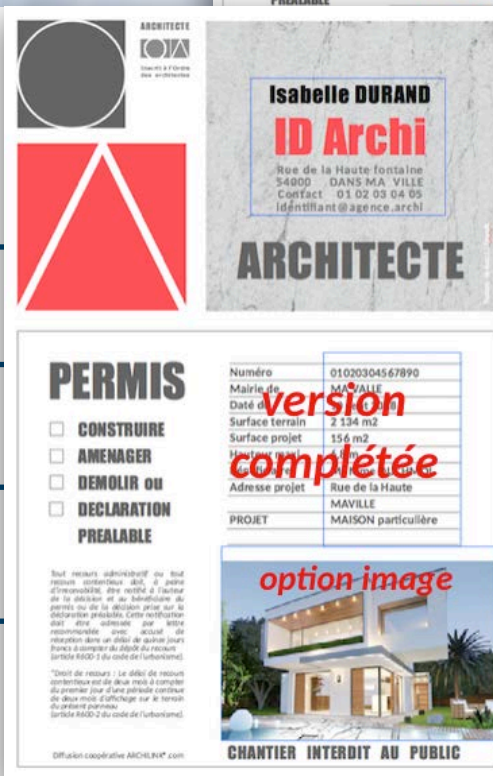 PREALABLE
ARCHITECTE
Inscrit à l'Ordre
des architectes
Isabelle DURAND
ID Archi
Rue de la Haute fontaine
54000 DANS MA VILLE
Contact 01 02 03 04 05
identifiant@agence.archi
ARCHITECTE
PERMIS
CONSTRUIRE
AMENAGER
DEMOLIR ou
DECLARATION
PREALABLE
Numéro 01020304567890
Mairie de MAVALLE
Daté
Surface terrain 2 134 m2
Surface projet 156 m2
Adresse projet Rue de la Haute
MAVILLE
PROJET MAISON particulière
version
complétée
option image
Tout recours administratif ou tout
recours contentieux doit, à peine
d'irrecevabilité, être notifié à l'auteur
de la décision et au bénéficiaire du
permis ou de la décision prise sur la
déclaration préalable. Cette notification
doit être adressée par lettre
recommandée avec accusé de
réception dans un délai de quinze jours
francs à compter du dépôt du recours
(article R600-1 du code de l'urbanisme).
"Droit de recours : Le délai de recours
contentieux est de deux mois à compter
du premier jour d'une période continue
de deux mois d'affichage sur le terrain
du présent panneau
(article R600-2 du code de l'urbanisme).
Diffusion coopérative ARCHILINK®.com
CHANTIER INTERDIT AU PUBLIC